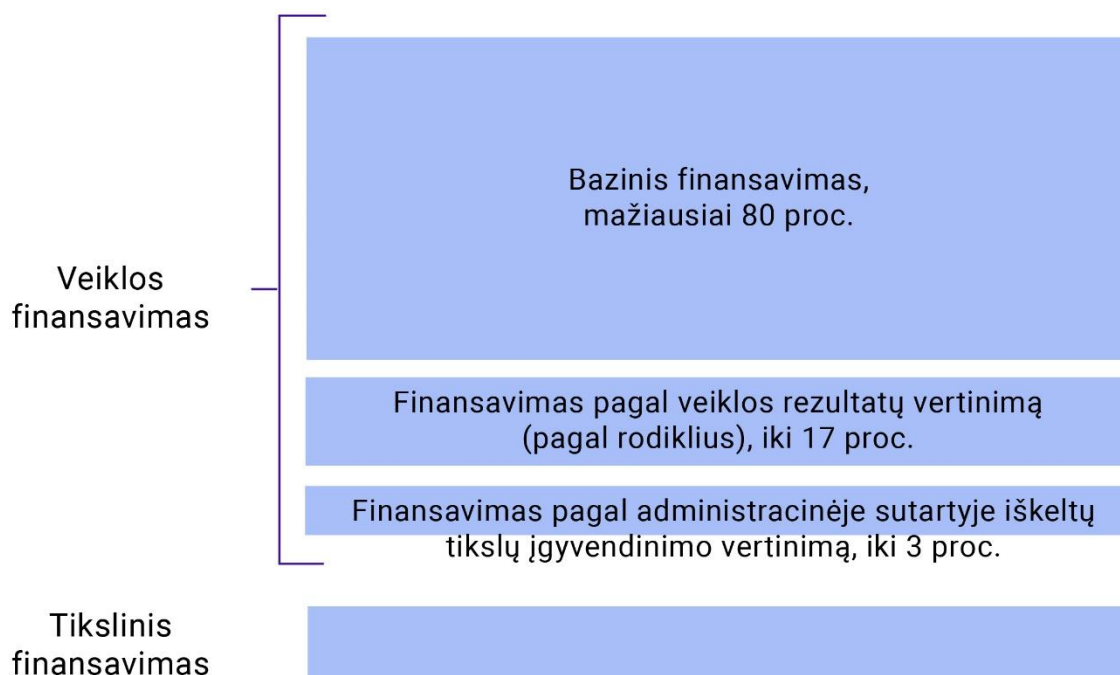 Veiklos
finansavimas
Bazinis finansavimas,
mažiausiai 80 proc.
Finansavimas pagal veiklos rezultatų vertinimą
(pagal rodiklius), iki 17 proc.
Finansavimas pagal administracinėje sutartyje iškeltų
tikslų įgyvendinimo vertinimą, iki 3 proc.
Tikslinis
finansavimas